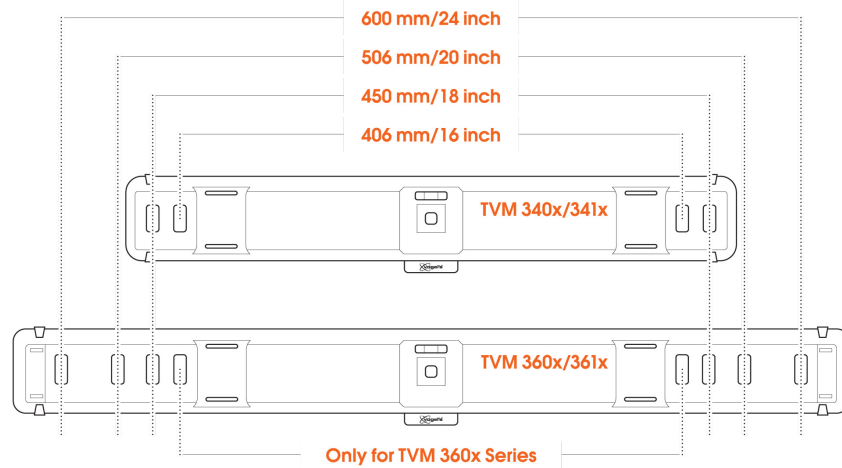 600 mm/24 inch
506 mm/20 inch
450 mm/18 inch
406 mm/16 inch
TVM 340x/341x
TVM 360x/361x
Only for TVM 360x Series